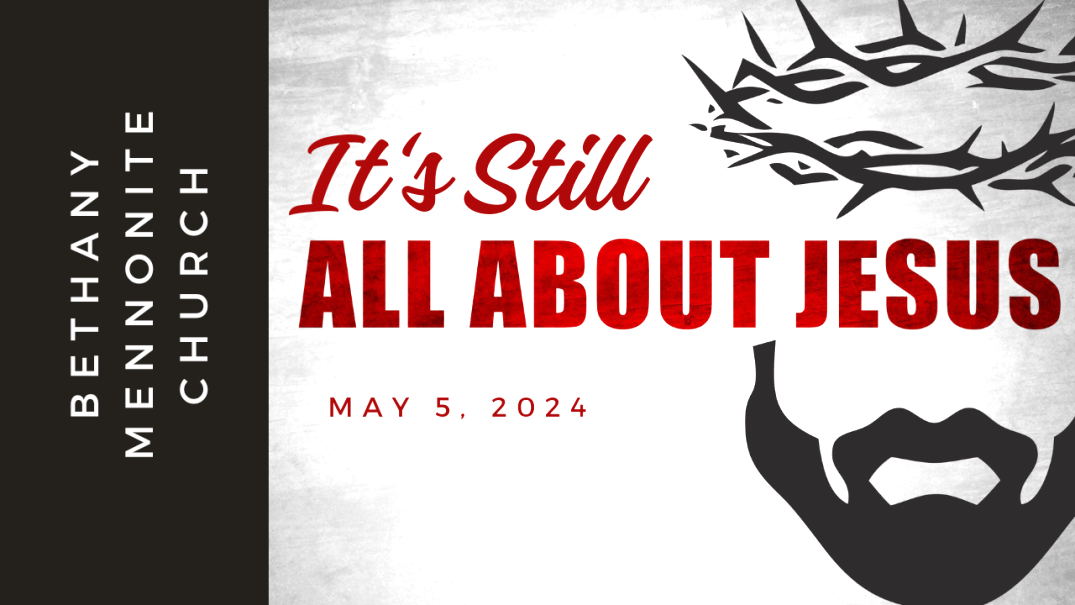 BETHANY
MENNONITE
CHURCH
It's Still
ALL ABOUT JESUS
MAY 5, 2024